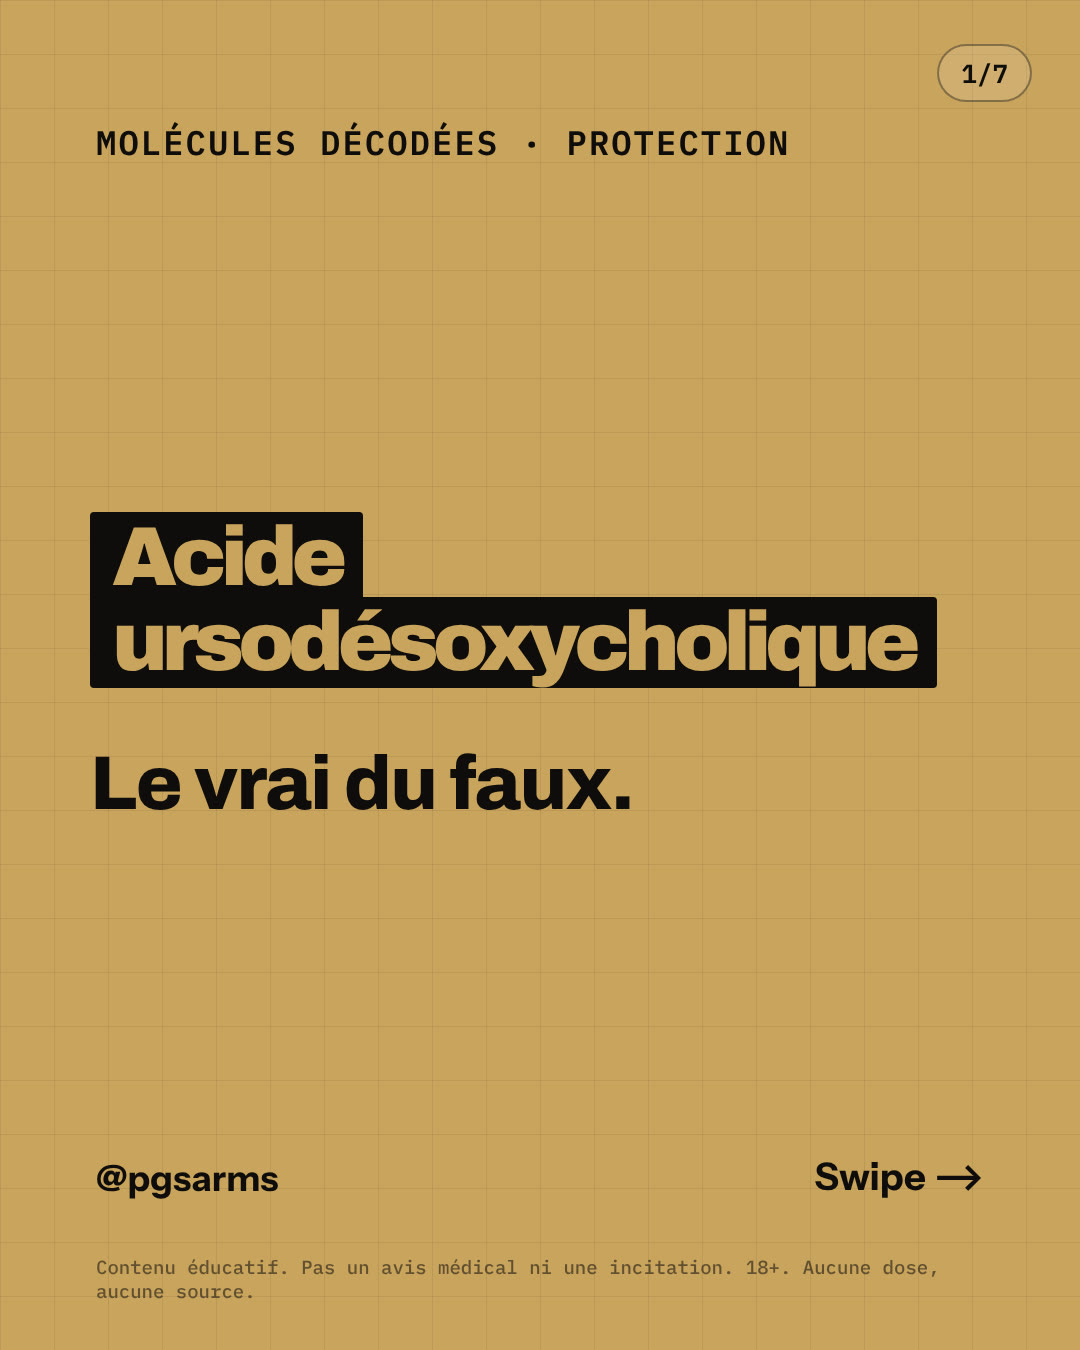 1/7
MOLÉCULES DÉCODÉES · PROTECTION
Acide
ursodésoxycholique
Le vrai du faux.
@pgsarms
Swipe →
Contenu éducatif. Pas un avis médical ni une incitation. 18+. Aucune dose,
aucune source.